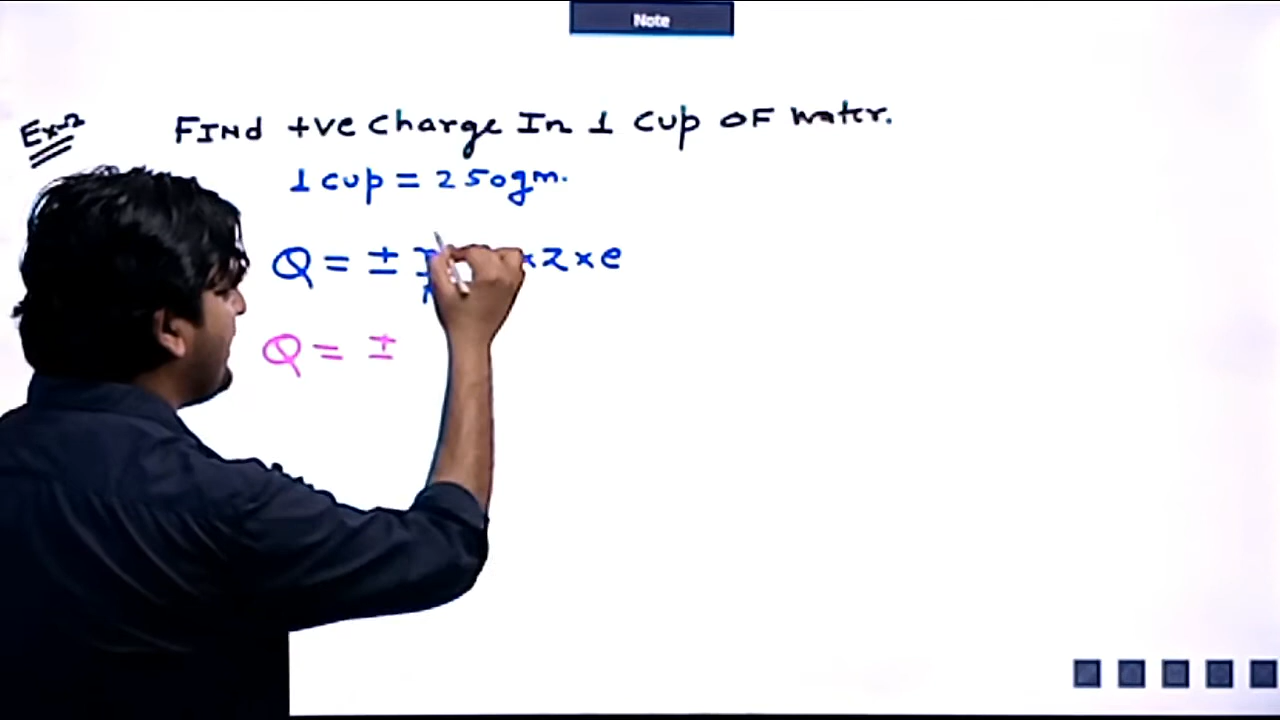 Note
Ex-2
FIND +ve charge In 1 cup OF water.
1 cup = 250gm.
Q = ± ×Z×e
Q = ±